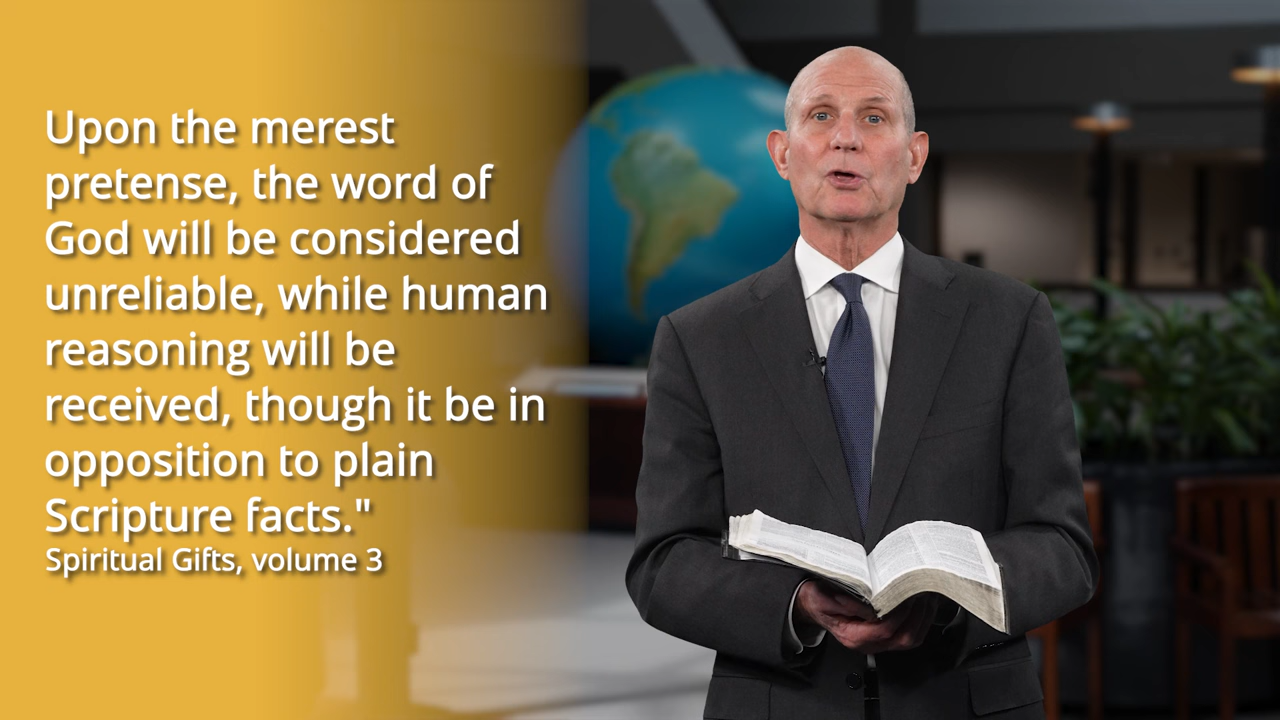 Upon the merest
pretense, the word of
God will be considered
unreliable, while human
reasoning will be
received, though it be in
opposition to plain
Scripture facts."
Spiritual Gifts, volume 3